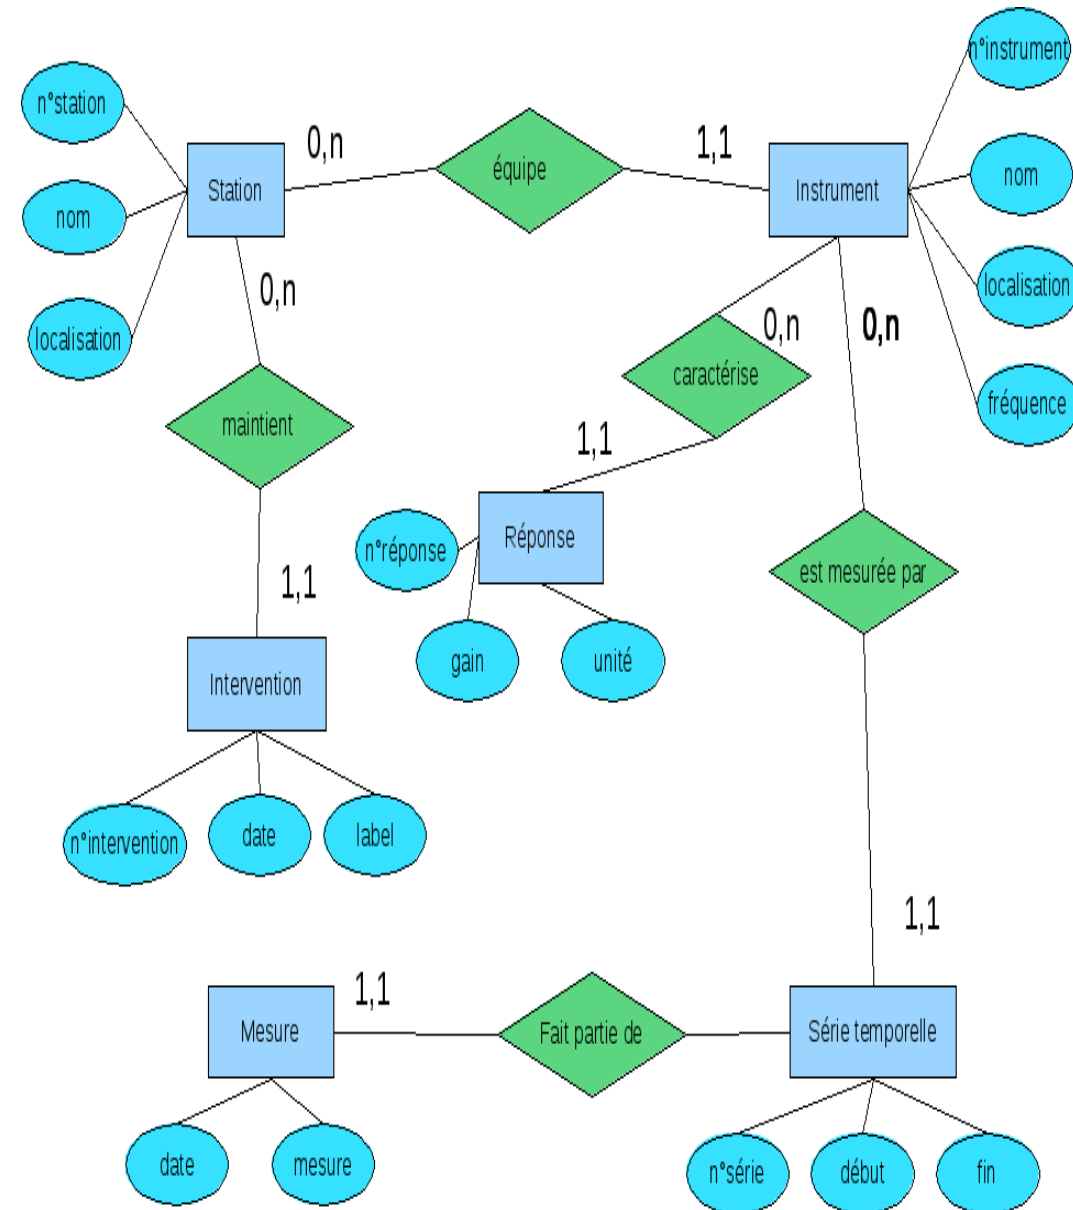 n°instrument
n°station
0,n
1,1
équipe
nom
Station
Instrument
nom
0,n
localisation
0,n
0,n
localisation
caractérise
fréquence
maintient
1,1
n°réponse
Réponse
est mesurée par
1,1
gain
unité
Intervention
n°intervention
date
label
1,1
1,1
Mesure
Fait partie de
Série temporelle
date
mesure
n°série
début
fin